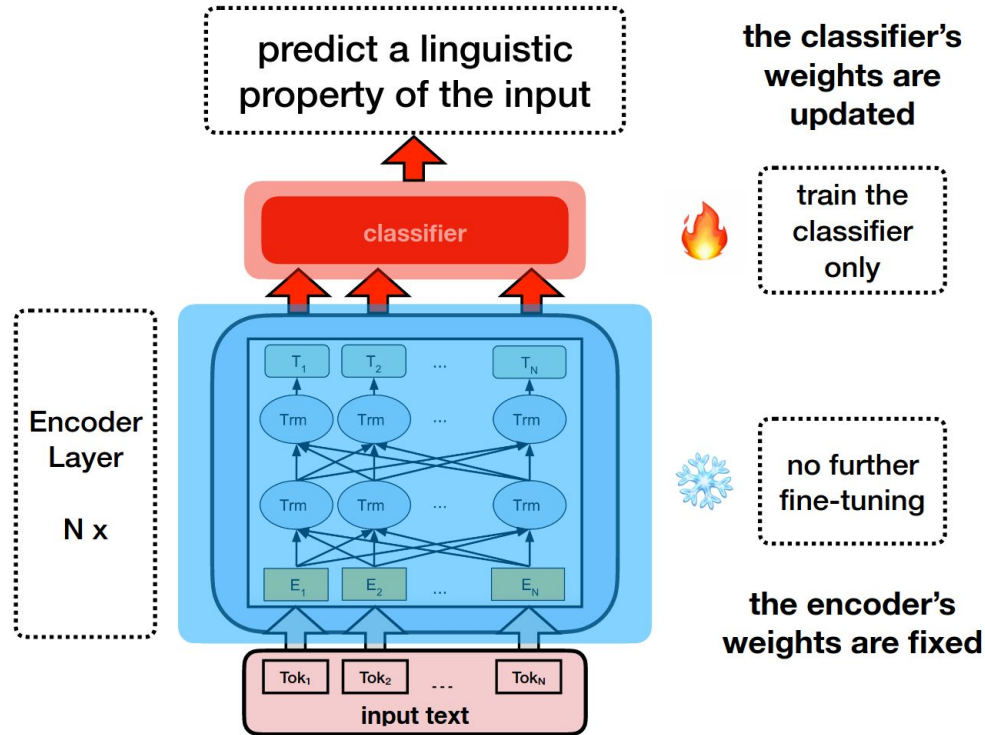 predict a linguistic
property of the input
the classifier's
weights are
updated
classifier
train the
classifier
only
Encoder
Layer
N x
T1 T2 ... TN
Trm Trm ... Trm
Trm Trm ... Trm
E1 E2 ... EN
no further
fine-tuning
the encoder's
weights are fixed
Tok1 Tok2 ... TokN
input text